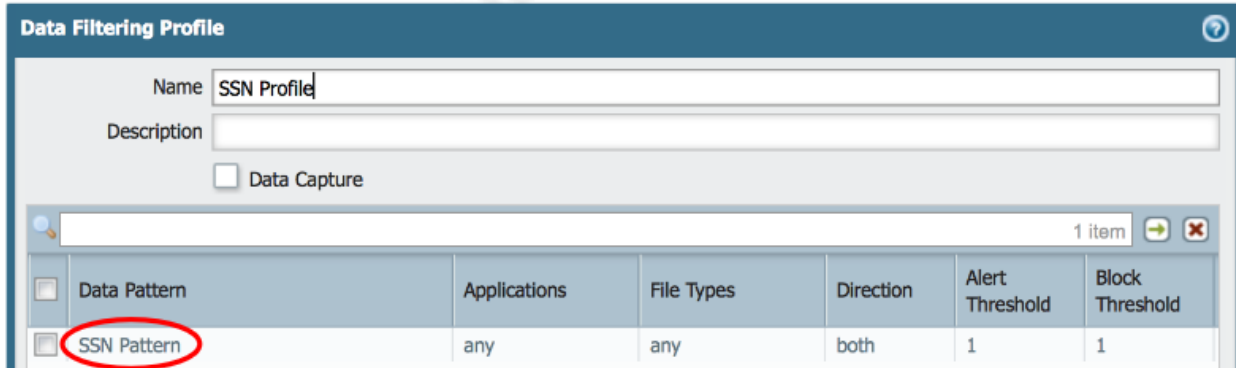 Data Filtering Profile
Name SSN Profile
Description
Data Capture
1 item
Data Pattern Applications File Types Direction Alert Threshold Block Threshold
SSN Pattern any any both 1 1